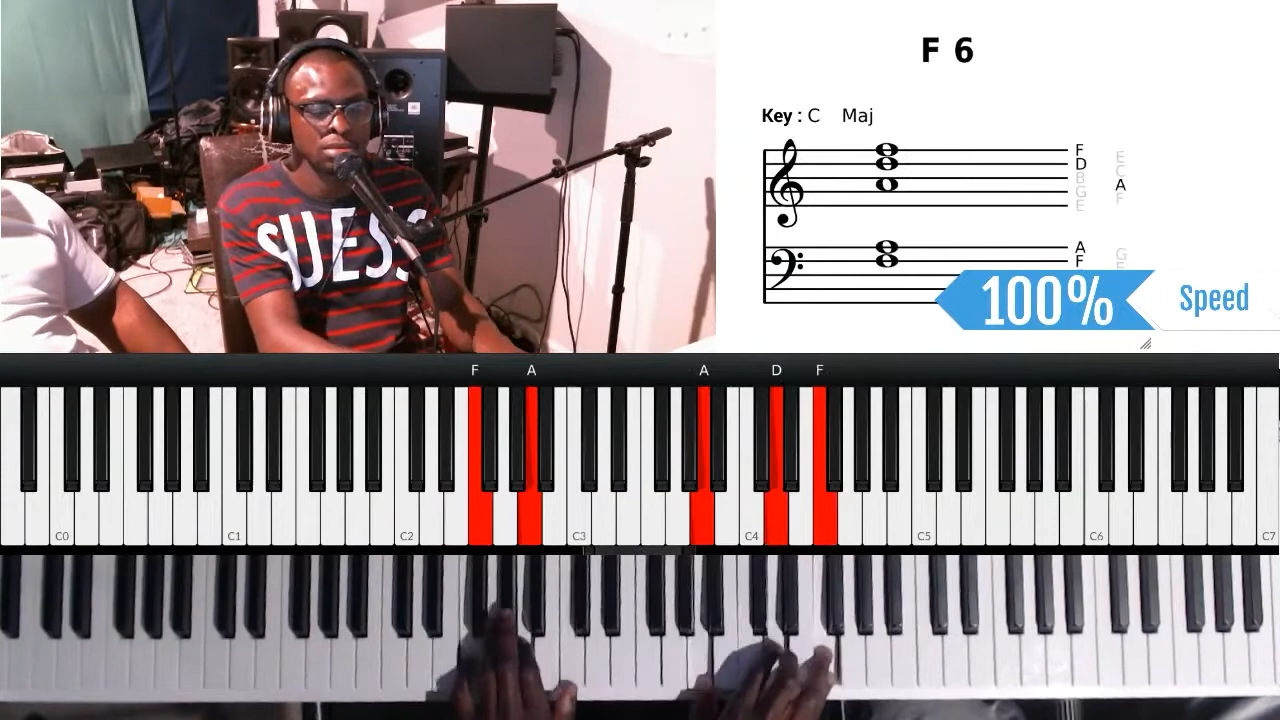 F 6
Key : C Maj
F
D
B
G
E
E
C
A
F
A
F
G
E
100% Speed
GUESS
F A A D F
C0 C1 C2 C3 C4 C5 C6 C7